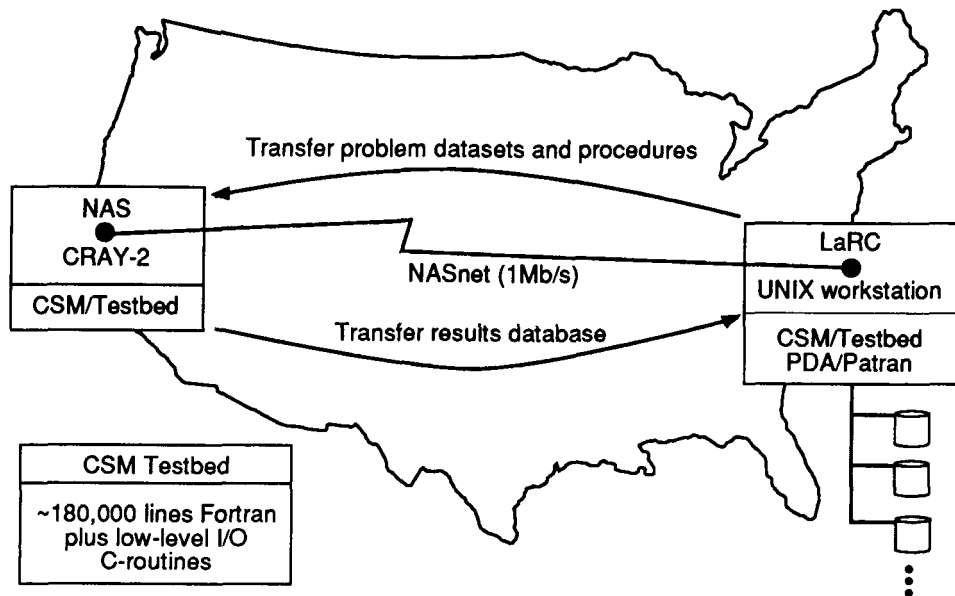 Transfer problem datasets and procedures
NAS
CRAY-2
CSM/Testbed
NASnet (1Mb/s)
LaRC
UNIX workstation
CSM/Testbed
PDA/Patran
Transfer results database
CSM Testbed
~180,000 lines Fortran
plus low-level I/O
C-routines